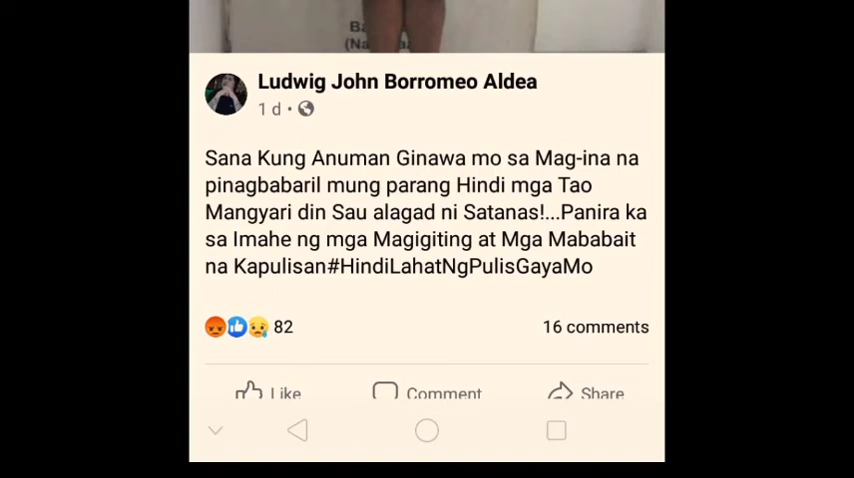 Ludwig John Borromeo Aldea
1 d •
Sana Kung Anuman Ginawa mo sa Mag-ina na
pinagbabaril mung parang Hindi mga Tao
Mangyari din Sau alagad ni Satanas!...Panira ka
sa Imahe ng mga Magigiting at Mga Mababait
na Kapulisan#HindiLahatNgPulisGayaMo
82
16 comments
Like Comment Share